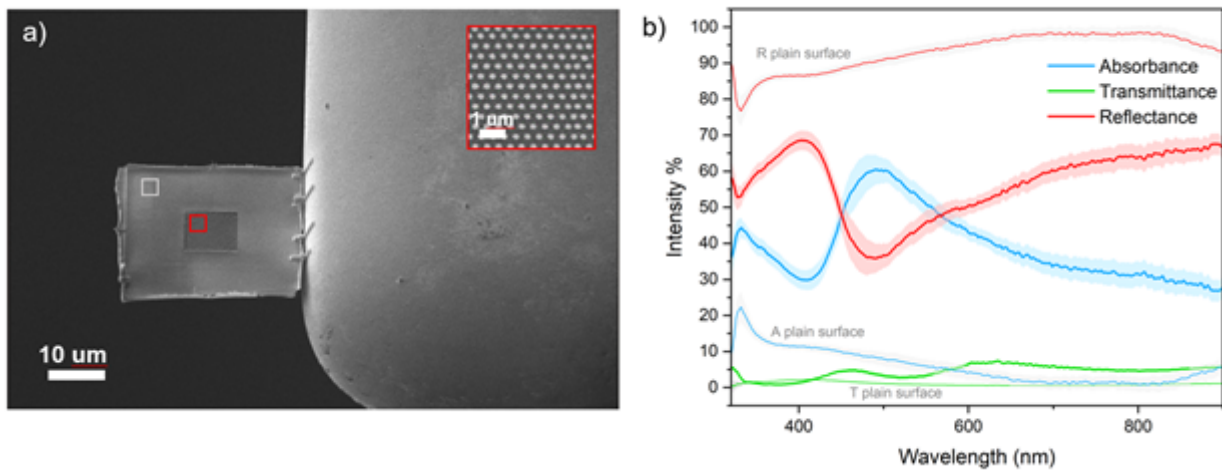 a)
1 um
10 um
b)
100
90
80
70
60
50
40
30
20
10
0
Intensity %
R plain surface
Absorbance
Transmittance
Reflectance
A plain surface
T plain surface
400
600
800
Wavelength (nm)